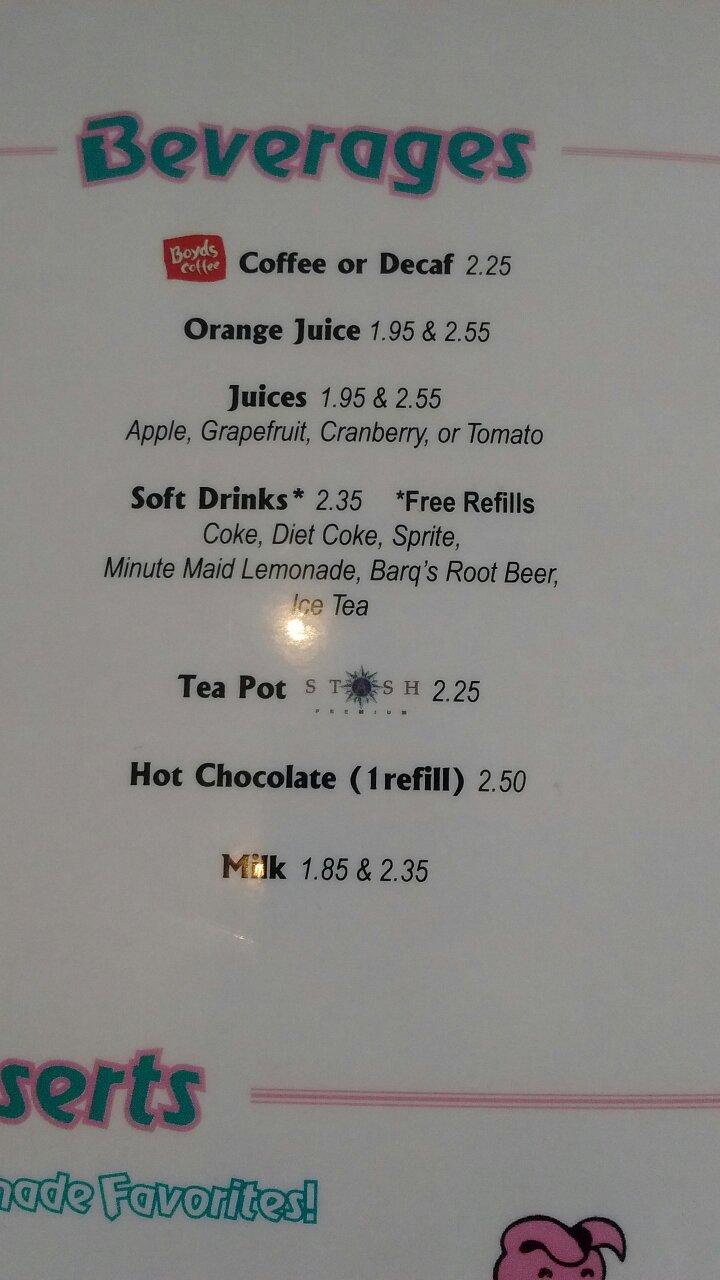 Beverages
Boyds coffee Coffee or Decaf 2.25
Orange Juice 1.95 & 2.55
Juices 1.95 & 2.55
Apple, Grapefruit, Cranberry, or Tomato
Soft Drinks* 2.35 *Free Refills
Coke, Diet Coke, Sprite,
Minute Maid Lemonade, Barq's Root Beer,
Ice Tea
Tea Pot STASH 2.25
PREMIUM
Hot Chocolate (1refill) 2.50
Milk 1.85 & 2.35
serts
nade Favorites!